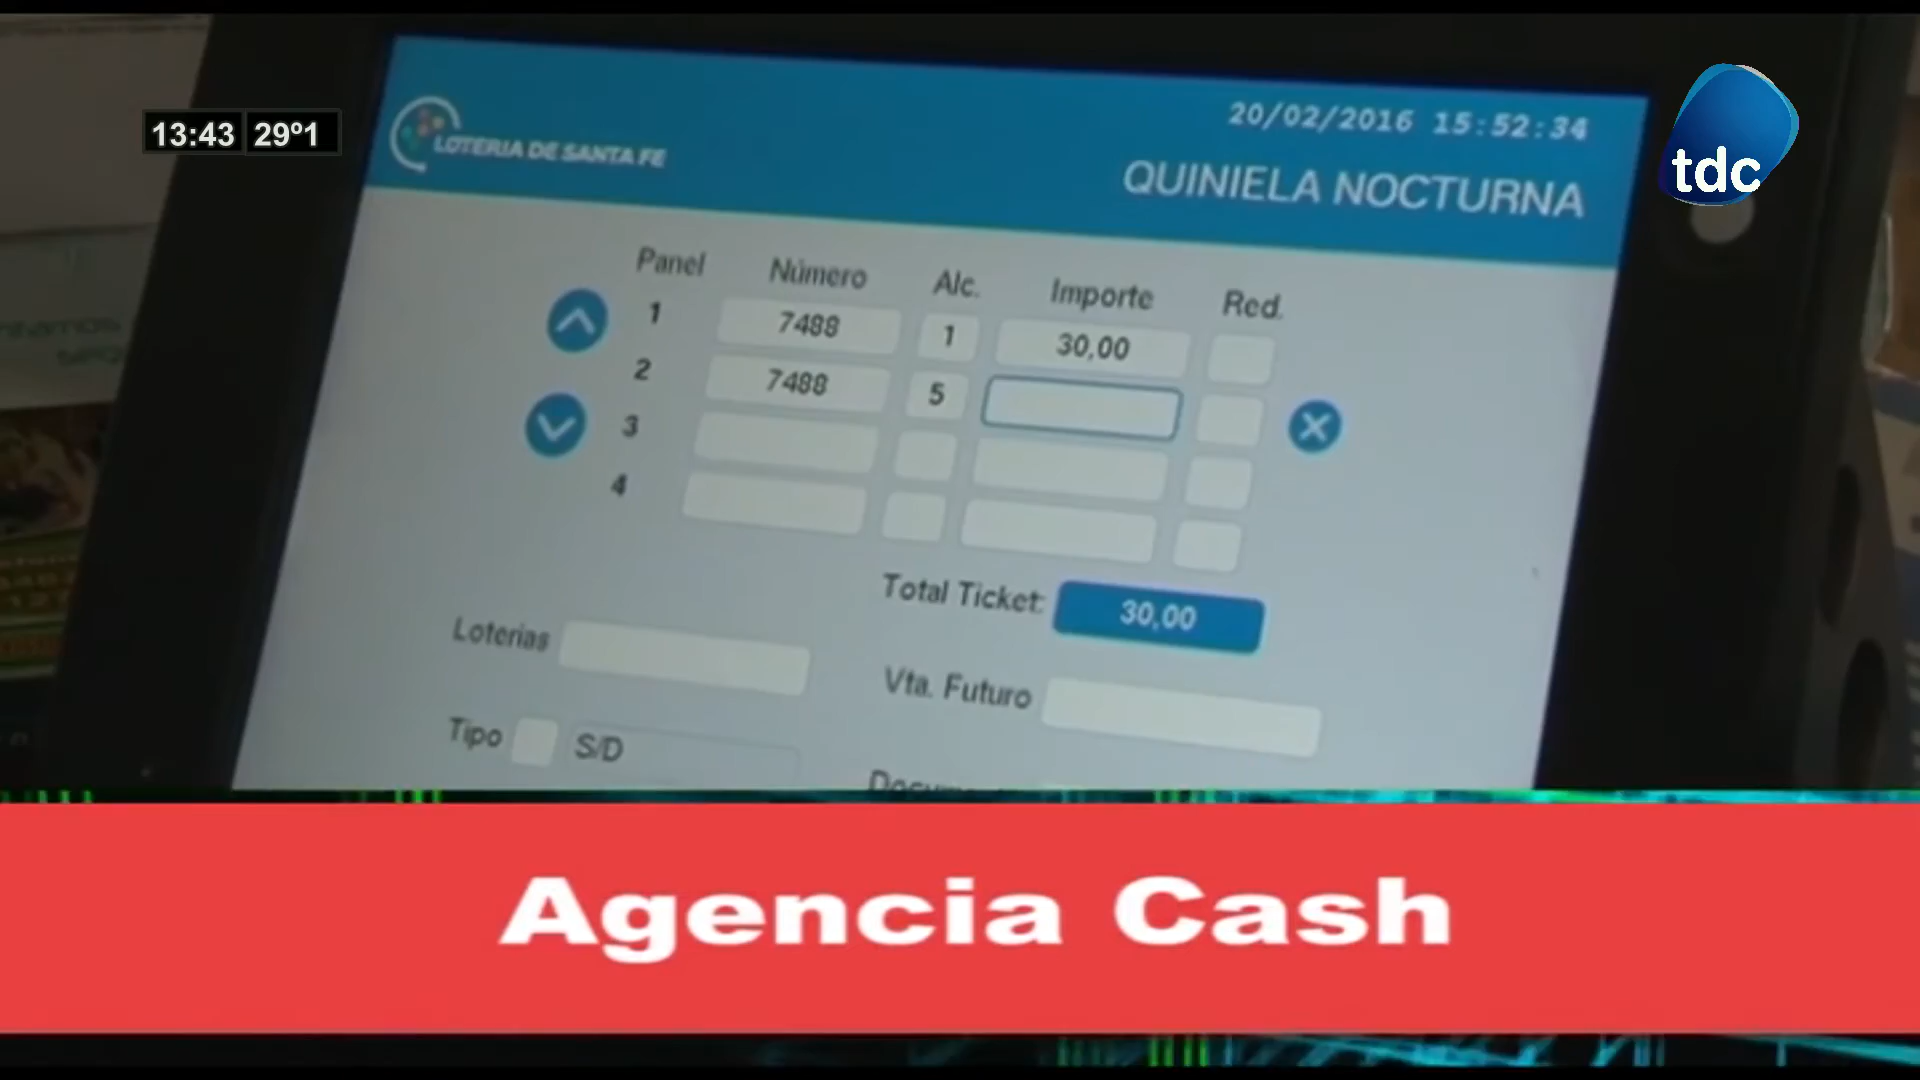 13:43 29º1
LOTERIA DE SANTA FE
20/02/2016 15:52:34
tdc
QUINIELA NOCTURNA
Panel Número Alc. Importe Red.
1 7488 1 30,00
2 7488 5
3
4
Total Ticket: 30,00
Loterias
Vta. Futuro
Tipo S/D
Agencia Cash